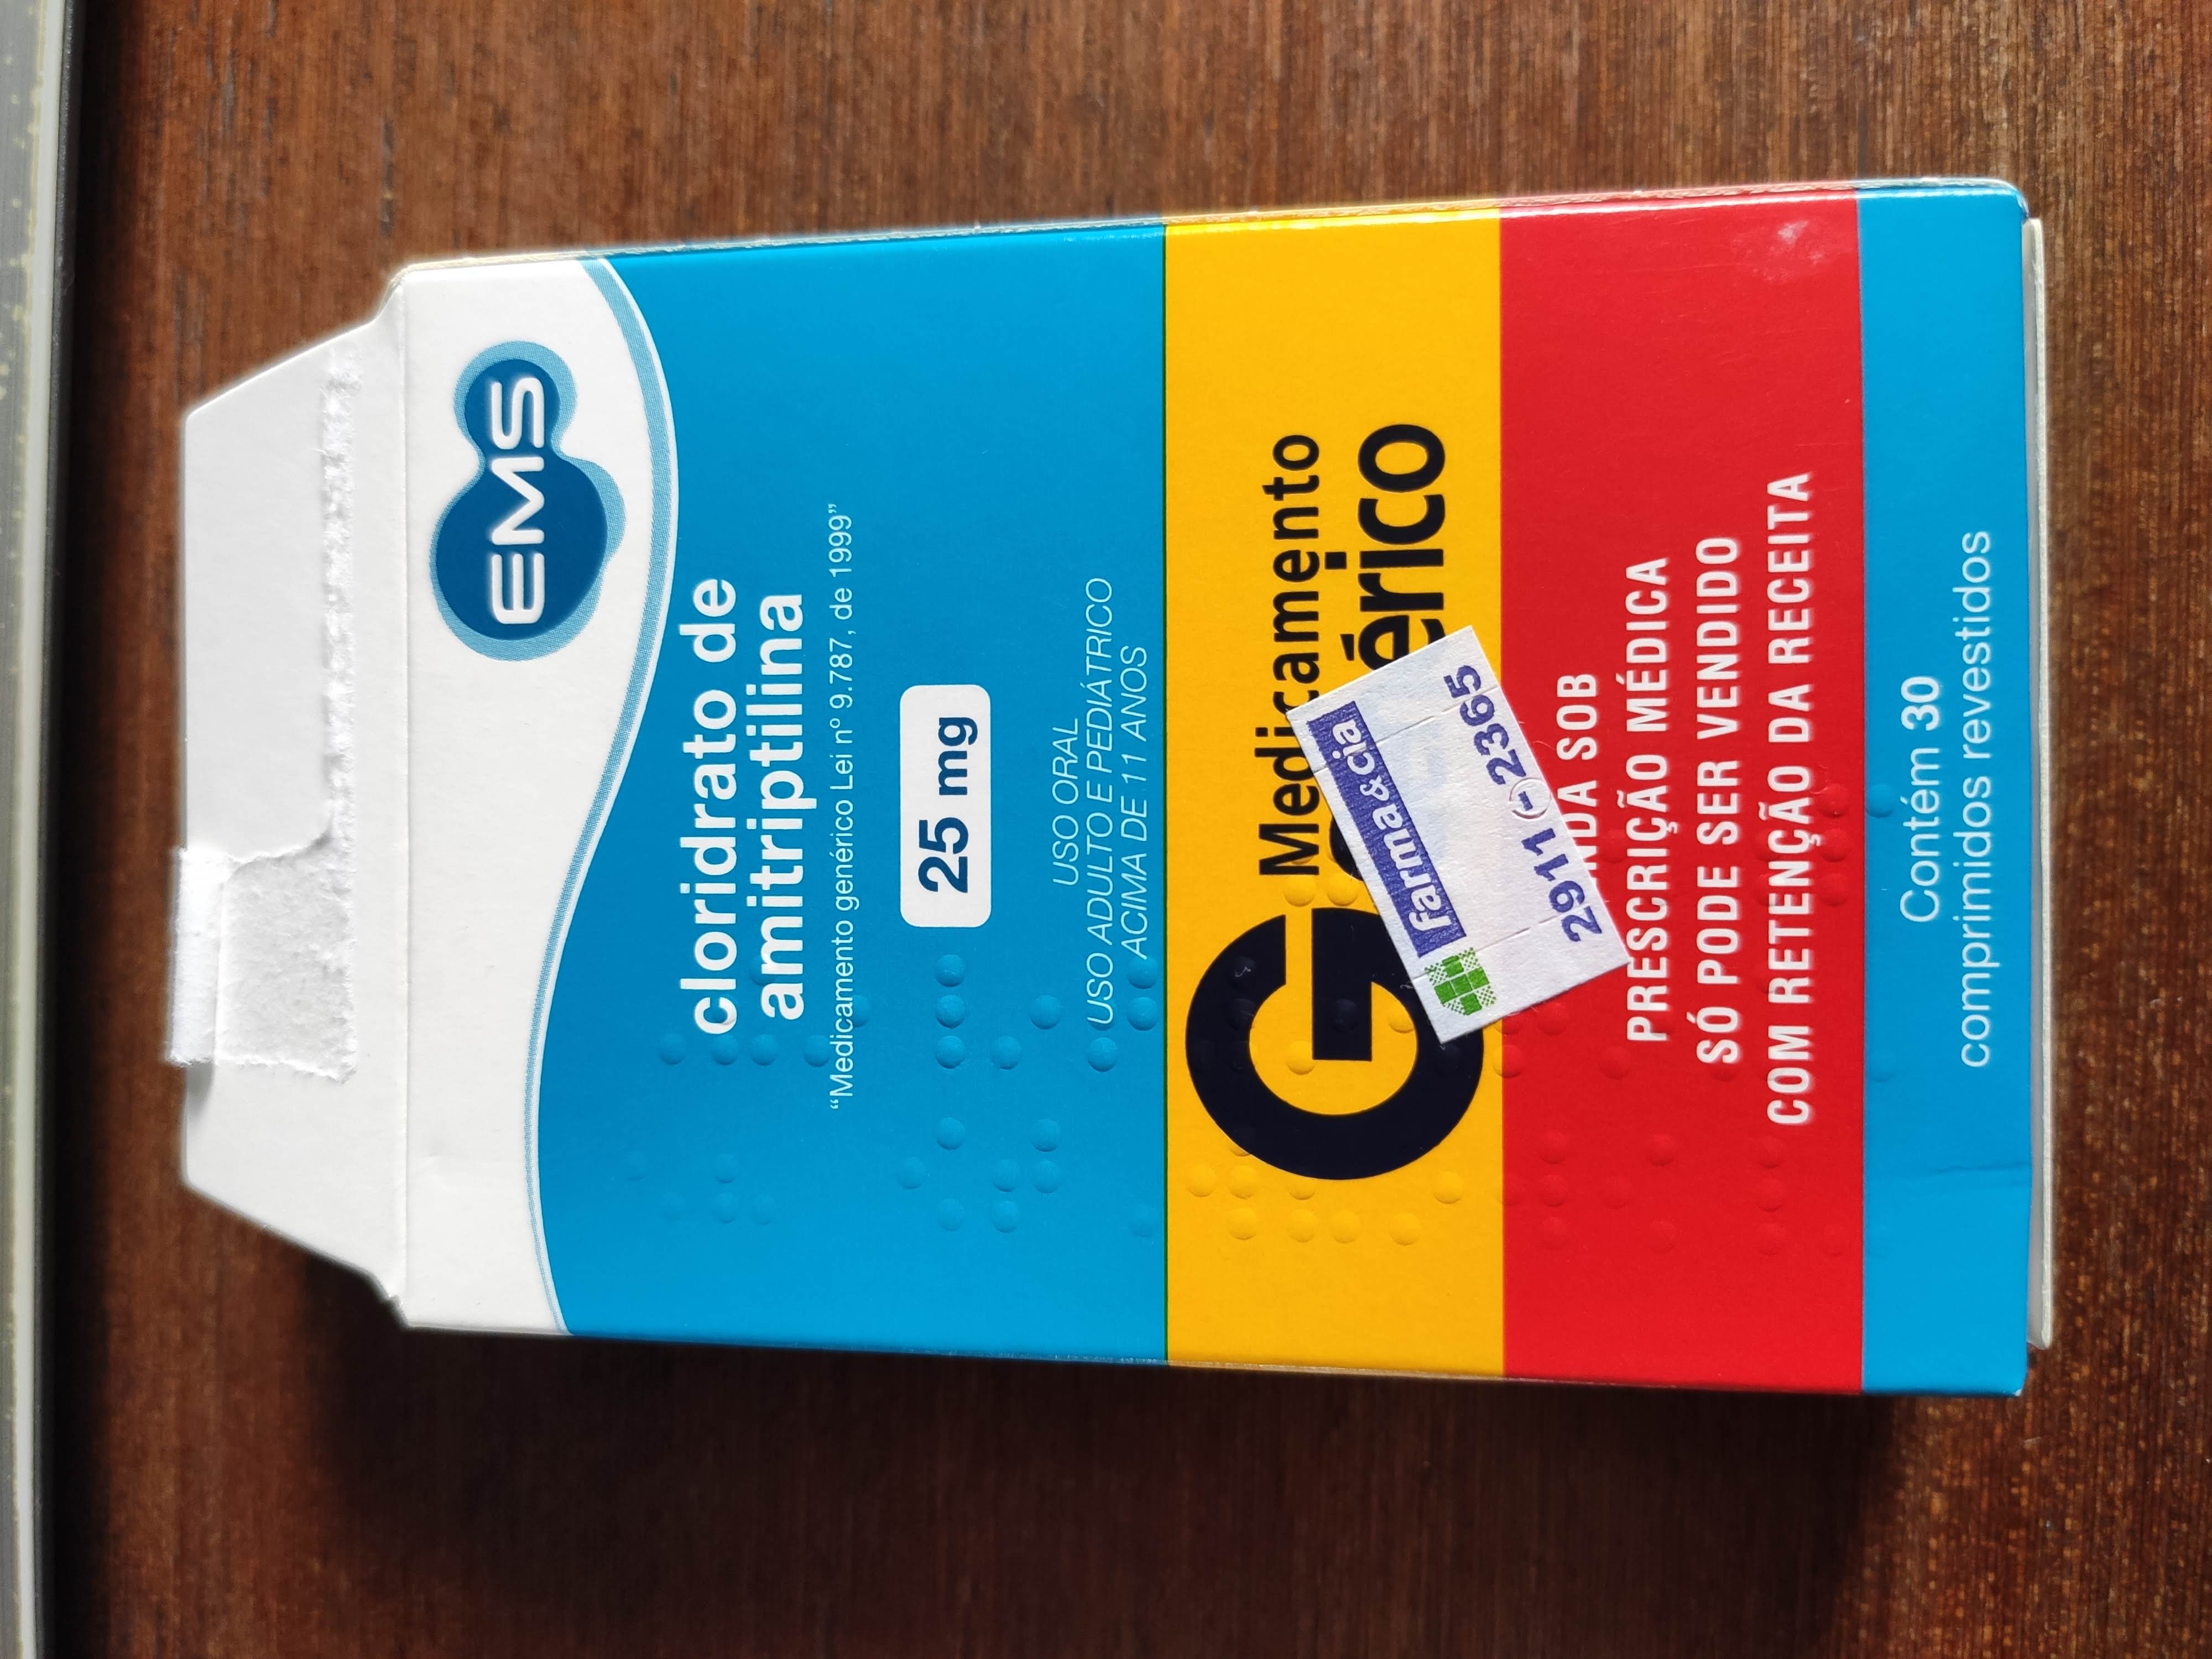 EMS
cloridrato de
amitriptilina
“Medicamento genérico Lei nº 9.787, de 1999”
25 mg
USO ORAL
USO ADULTO E PEDIÁTRICO
ACIMA DE 11 ANOS
G
Medicamento
farma&cia
2911-2365
SOB
PRESCRIÇÃO MÉDICA
SÓ PODE SER VENDIDO
COM RETENÇÃO DA RECEITA
Contém 30
comprimidos revestidos